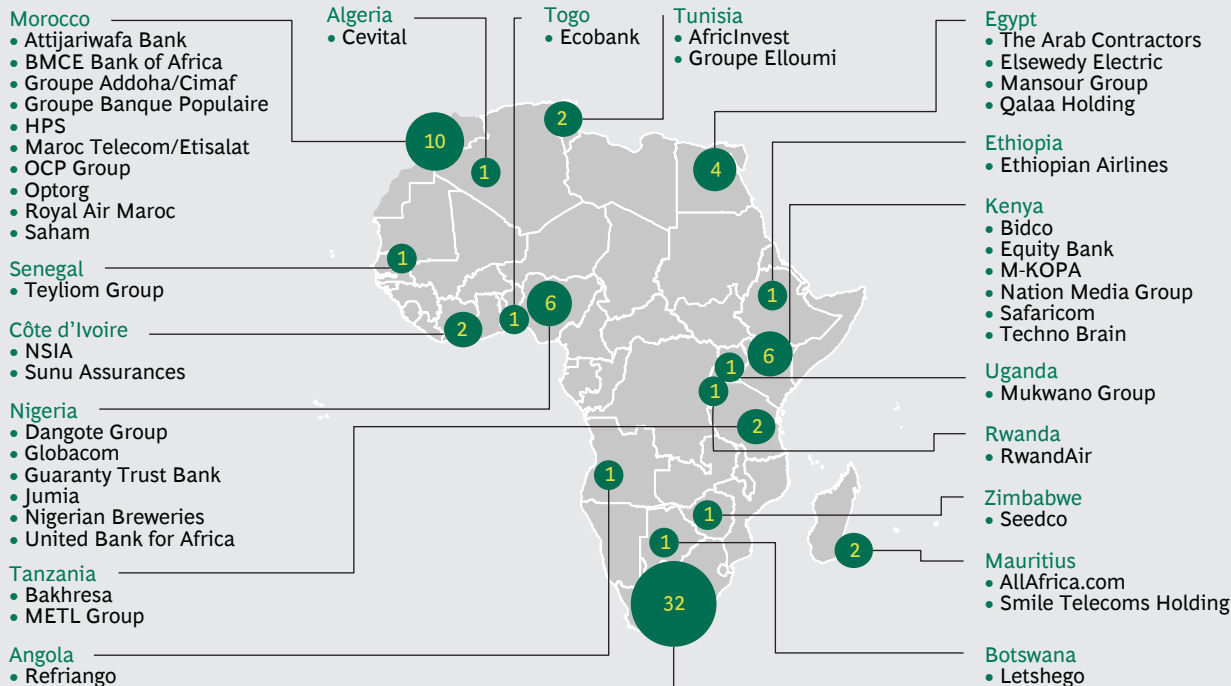 Morocco
• Attijariwafa Bank
• BMCE Bank of Africa
• Groupe Addoha/Cimaf
• Groupe Banque Populaire
• HPS
• Maroc Telecom/Etisalat
• OCP Group
• Optorg
• Royal Air Maroc
• Saham
Senegal
• Teyliom Group
Côte d’Ivoire
• NSIA
• Sunu Assurances
Nigeria
• Dangote Group
• Globacom
• Guaranty Trust Bank
• Jumia
• Nigerian Breweries
• United Bank for Africa
Tanzania
• Bakhresa
• METL Group
Angola
• Refriango
Algeria
• Cevital
Togo
• Ecobank
Tunisia
• AfricInvest
• Groupe Elloumi
10
1
2
4
1
2
1
6
1
6
1
1
2
1
1
1
2
32
Egypt
• The Arab Contractors
• Elsewedy Electric
• Mansour Group
• Qalaa Holding
Ethiopia
• Ethiopian Airlines
Kenya
• Bidco
• Equity Bank
• M-KOPA
• Nation Media Group
• Safaricom
• Techno Brain
Uganda
• Mukwano Group
Rwanda
• RwandAir
Zimbabwe
• Seedco
Mauritius
• AllAfrica.com
• Smile Telecoms Holding
Botswana
• Letshego